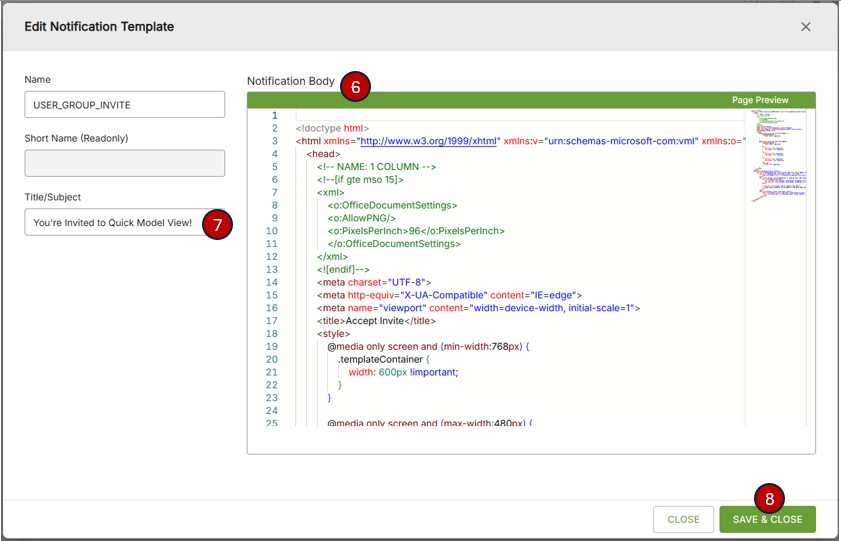 Edit Notification Template
Name
USER_GROUP_INVITE
Short Name (Readonly)
Title/Subject
You're Invited to Quick Model View!
7
Notification Body
6
Page Preview
1
2 <!doctype html>
3 <html xmlns="http://www.w3.org/1999/xhtml" xmlns:v="urn:schemas-microsoft-com:vml" xmlns:o="
4 <head>
5 <!-- NAME: 1 COLUMN -->
6 <!--[if gte mso 15]>
7 <xml>
8 <o:OfficeDocumentSettings>
9 <o:AllowPNG/>
10 <o:PixelsPerInch>96</o:PixelsPerInch>
11 </o:OfficeDocumentSettings>
12 </xml>
13 <![endif]-->
14 <meta charset="UTF-8">
15 <meta http-equiv="X-UA-Compatible" content="IE=edge">
16 <meta name="viewport" content="width=device-width, initial-scale=1">
17 <title>Accept Invite</title>
18 <style>
19 @media only screen and (min-width:768px) {
20 .templateContainer {
21 width: 600px !important;
22 }
23 }
24
25 @media only screen and (max-width:480px) {
8
CLOSE
SAVE & CLOSE